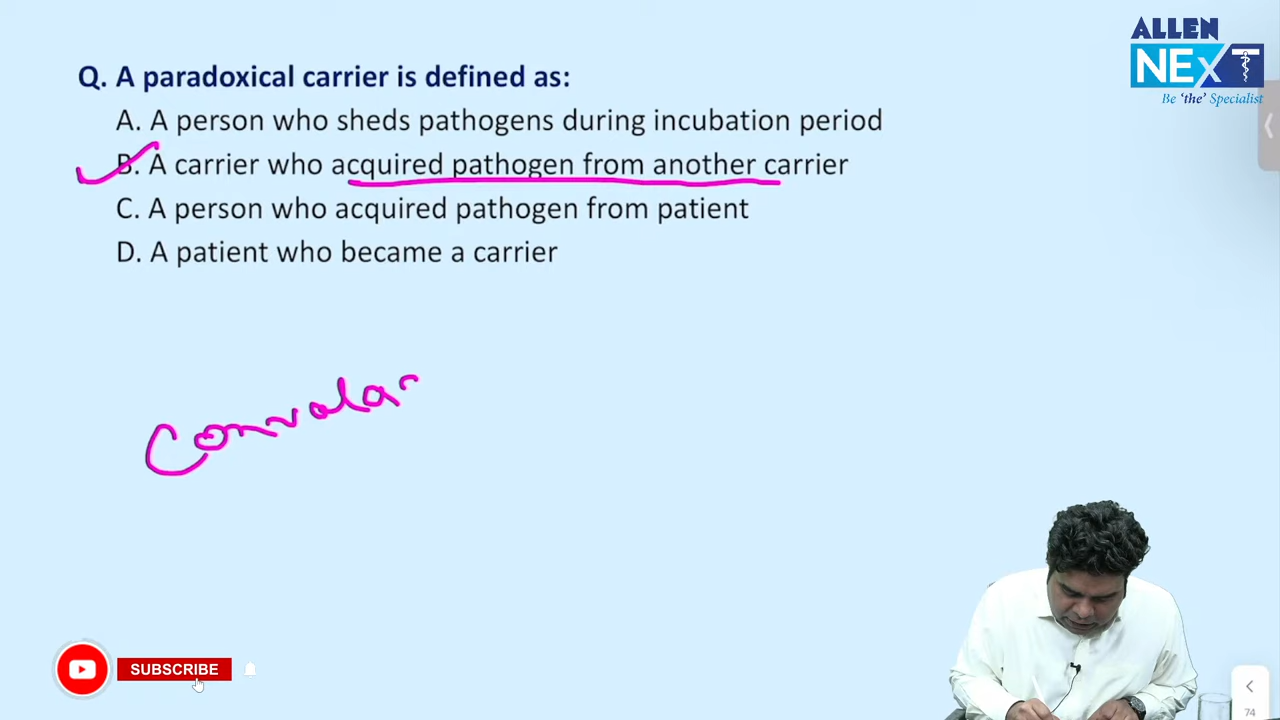 ALLEN
NEXT
Be 'the' Specialist
Q. A paradoxical carrier is defined as:
A. A person who sheds pathogens during incubation period
B. A carrier who acquired pathogen from another carrier
C. A person who acquired pathogen from patient
D. A patient who became a carrier
SUBSCRIBE
74